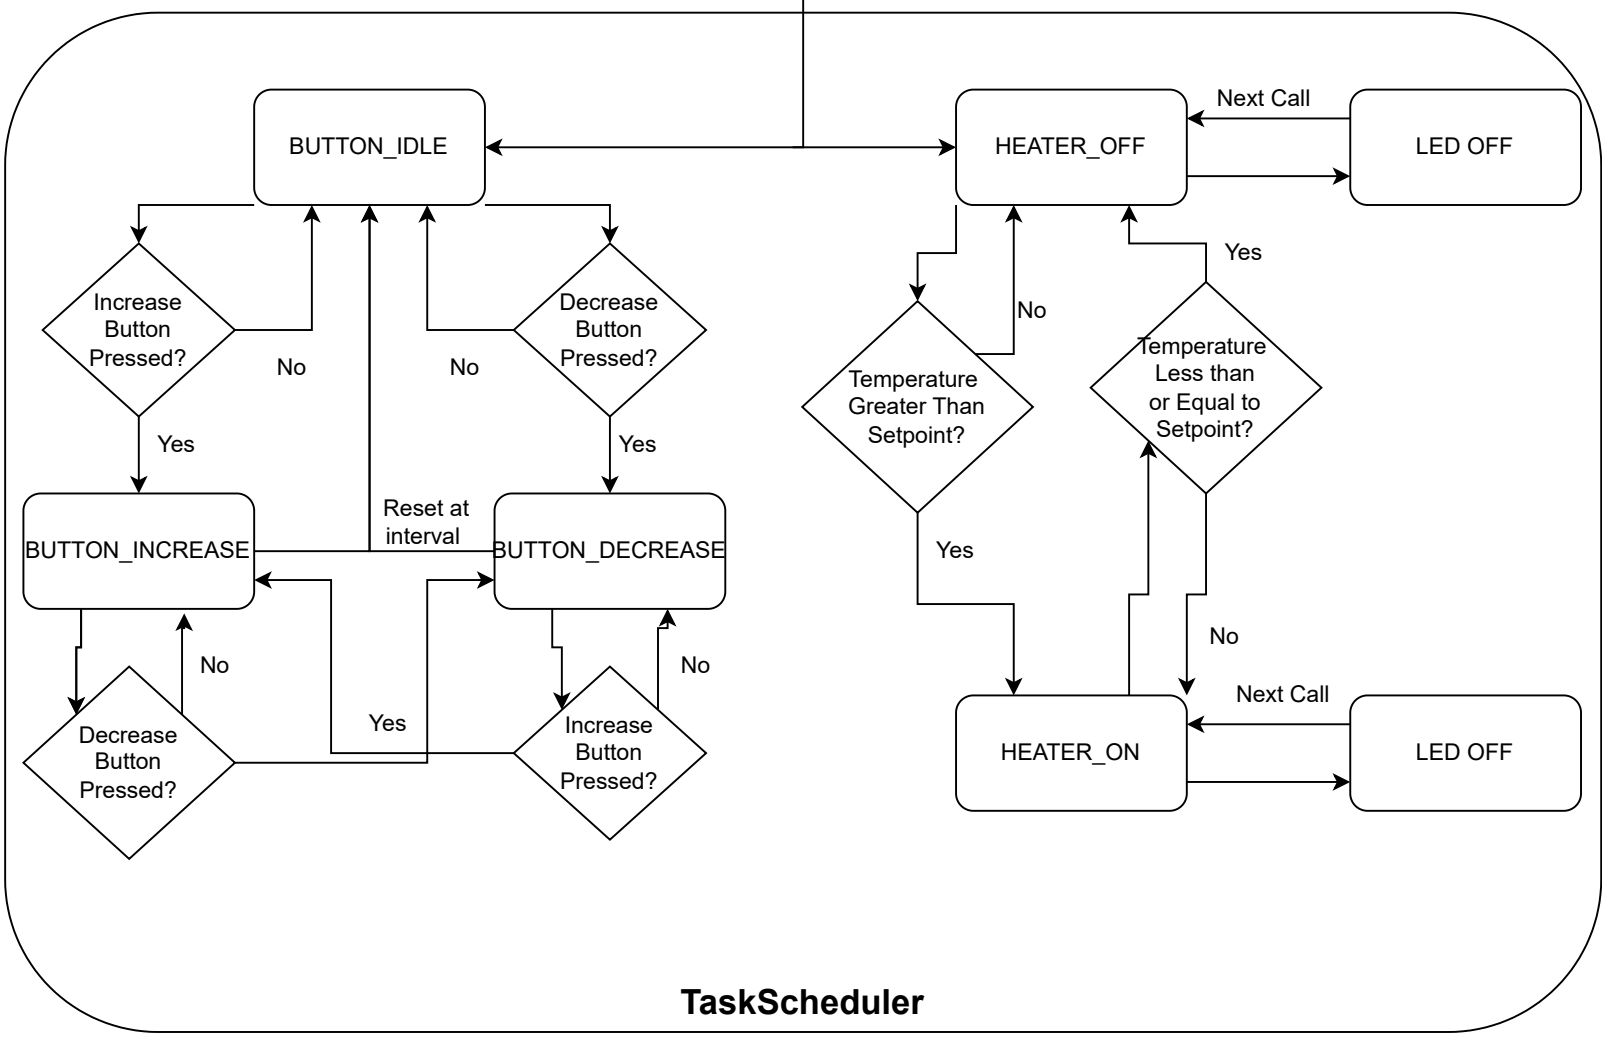 BUTTON_IDLE
HEATER_OFF
Next Call
LED OFF
Increase
Button
Pressed?
No
Decrease
Button
Pressed?
No
Yes
Yes
No
Temperature
Greater Than
Setpoint?
Yes
Temperature
Less than
or Equal to
Setpoint?
Yes
No
BUTTON_INCREASE
Reset at
interval
BUTTON_DECREASE
No
Decrease
Button
Pressed?
Yes
No
Increase
Button
Pressed?
HEATER_ON
Next Call
LED OFF
TaskScheduler